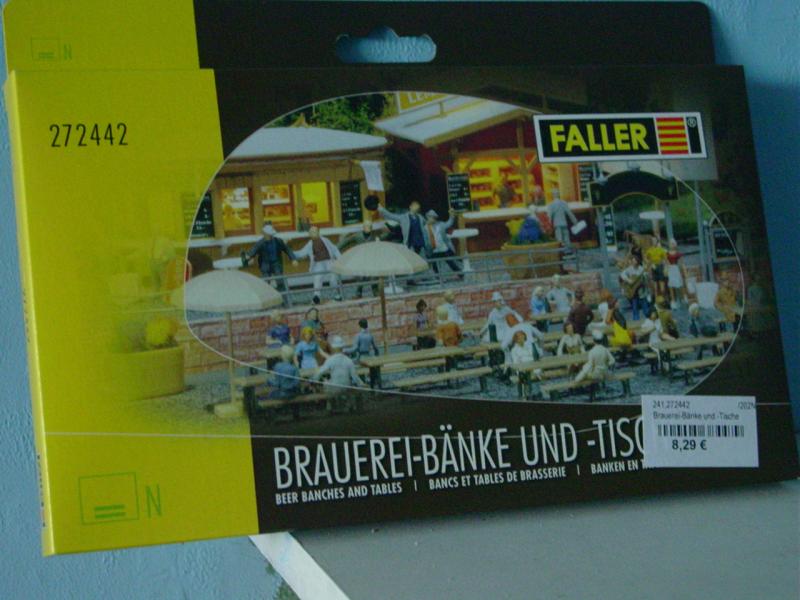 N
272442
FALLER
BRAUEREI-BÄNKE UND -TISC
BEER BANCHES AND TABLES | BANCS ET TABLES DE BRASSERIE | BANKEN EN
241.272442 /202N
Brauerei-Bänke und -Tische
8,29 €
N